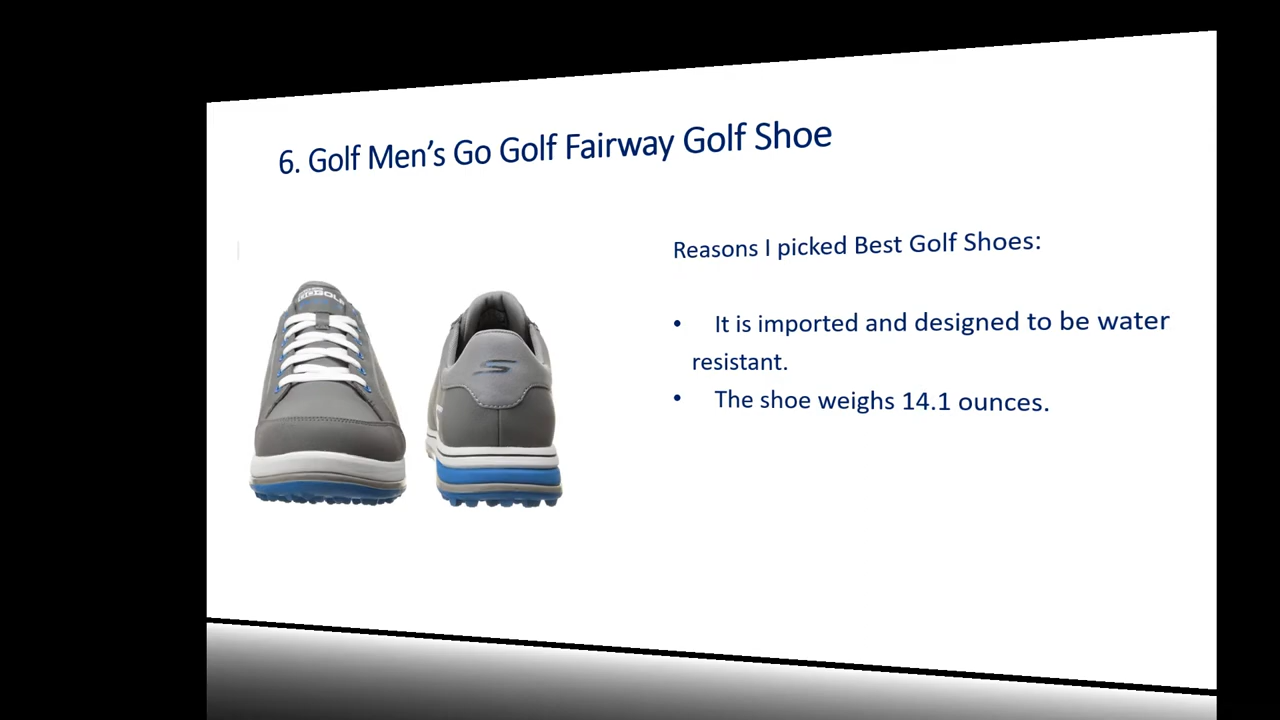 6. Golf Men’s Go Golf Fairway Golf Shoe
Reasons I picked Best Golf Shoes:
• It is imported and designed to be water
resistant.
• The shoe weighs 14.1 ounces.